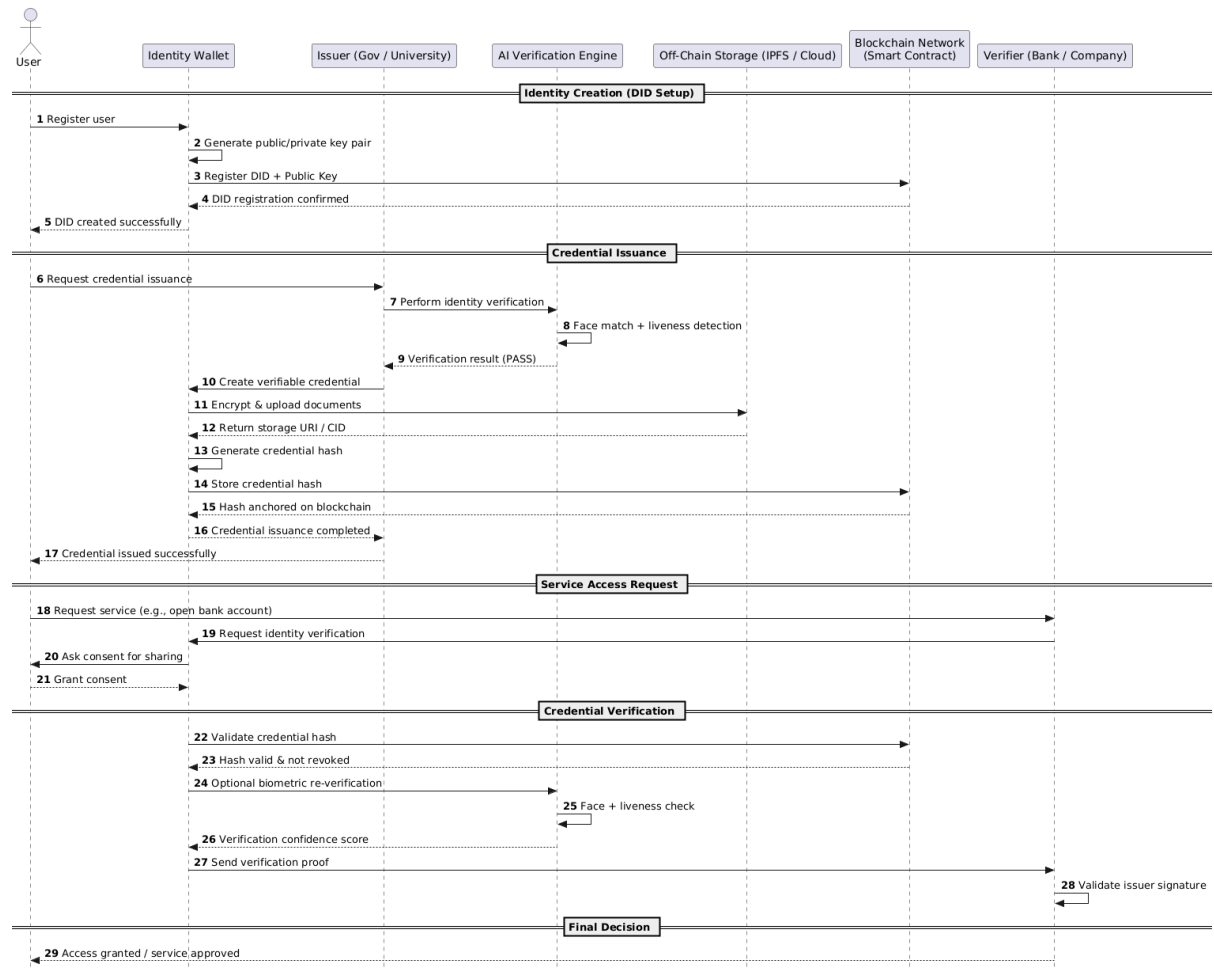 User
Identity Wallet
Issuer (Gov / University)
AI Verification Engine
Off-Chain Storage (IPFS / Cloud)
Blockchain Network
(Smart Contract)
Verifier (Bank / Company)
Identity Creation (DID Setup)
1 Register user
2 Generate public/private key pair
3 Register DID + Public Key
4 DID registration confirmed
5 DID created successfully
Credential Issuance
6 Request credential issuance
7 Perform identity verification
8 Face match + liveness detection
9 Verification result (PASS)
10 Create verifiable credential
11 Encrypt & upload documents
12 Return storage URI / CID
13 Generate credential hash
14 Store credential hash
15 Hash anchored on blockchain
16 Credential issuance completed
17 Credential issued successfully
Service Access Request
18 Request service (e.g., open bank account)
19 Request identity verification
20 Ask consent for sharing
21 Grant consent
Credential Verification
22 Validate credential hash
23 Hash valid & not revoked
24 Optional biometric re-verification
25 Face + liveness check
26 Verification confidence score
27 Send verification proof
28 Validate issuer signature
Final Decision
29 Access granted / service approved